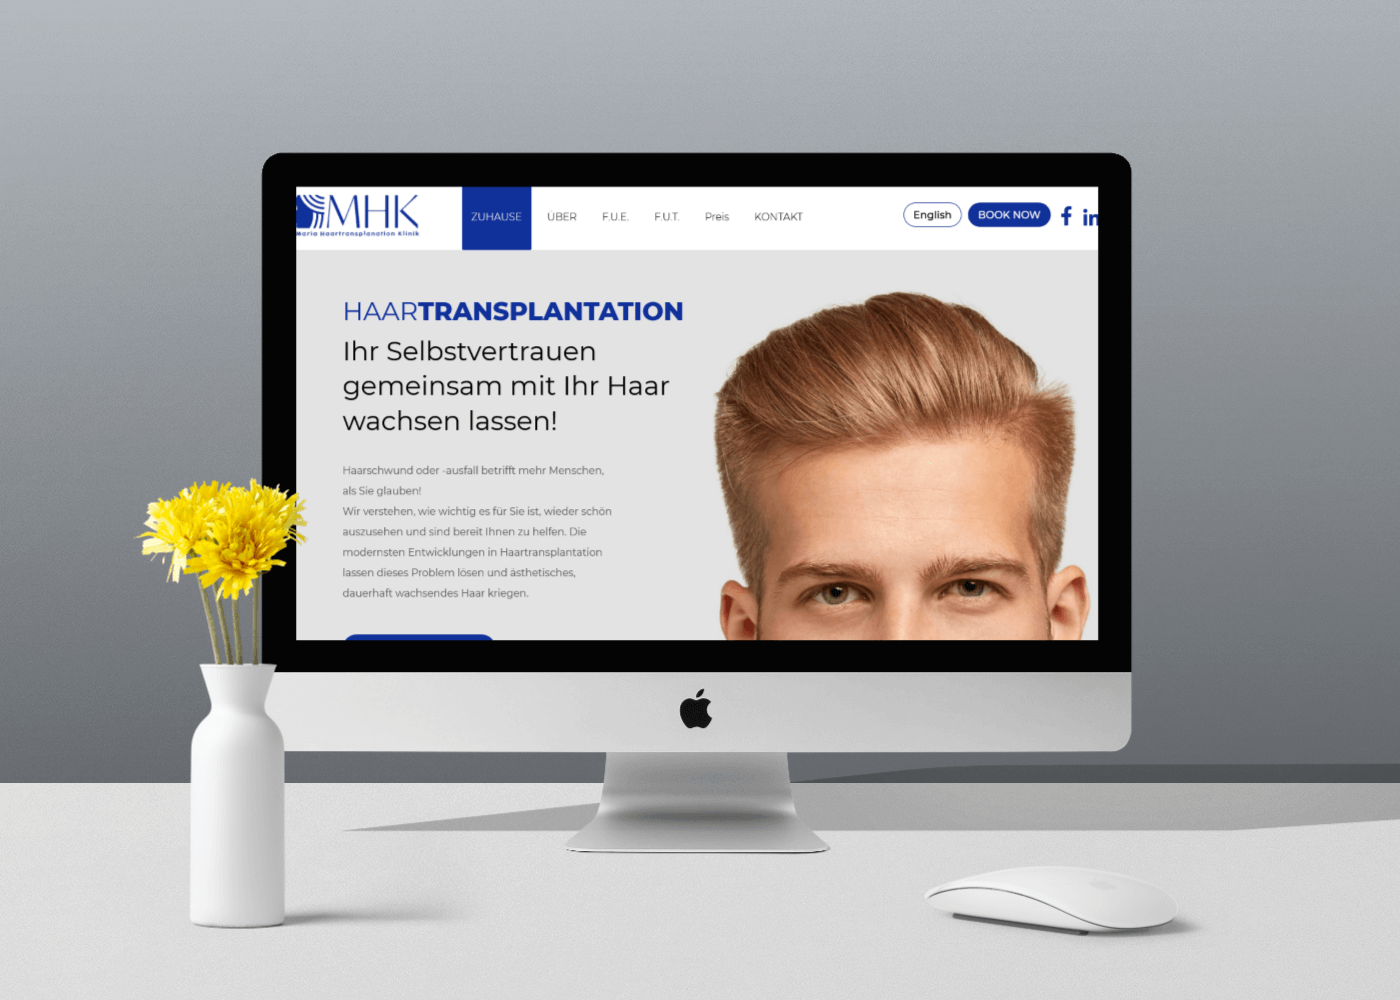 MHK
Maria Haartransplanation Klinik
ZUHAUSE ÜBER F.U.E. F.U.T. Preis KONTAKT English BOOK NOW f in
HAARTRANSPLANTATION
Ihr Selbstvertrauen
gemeinsam mit Ihr Haar
wachsen lassen!
Haarschwund oder -ausfall betrifft mehr Menschen,
als Sie glauben!
Wir verstehen, wie wichtig es für Sie ist, wieder schön
auszusehen und sind bereit Ihnen zu helfen. Die
modernsten Entwicklungen in Haartransplantation
lassen dieses Problem lösen und ästhetisches,
dauerhaft wachsendes Haar kriegen.